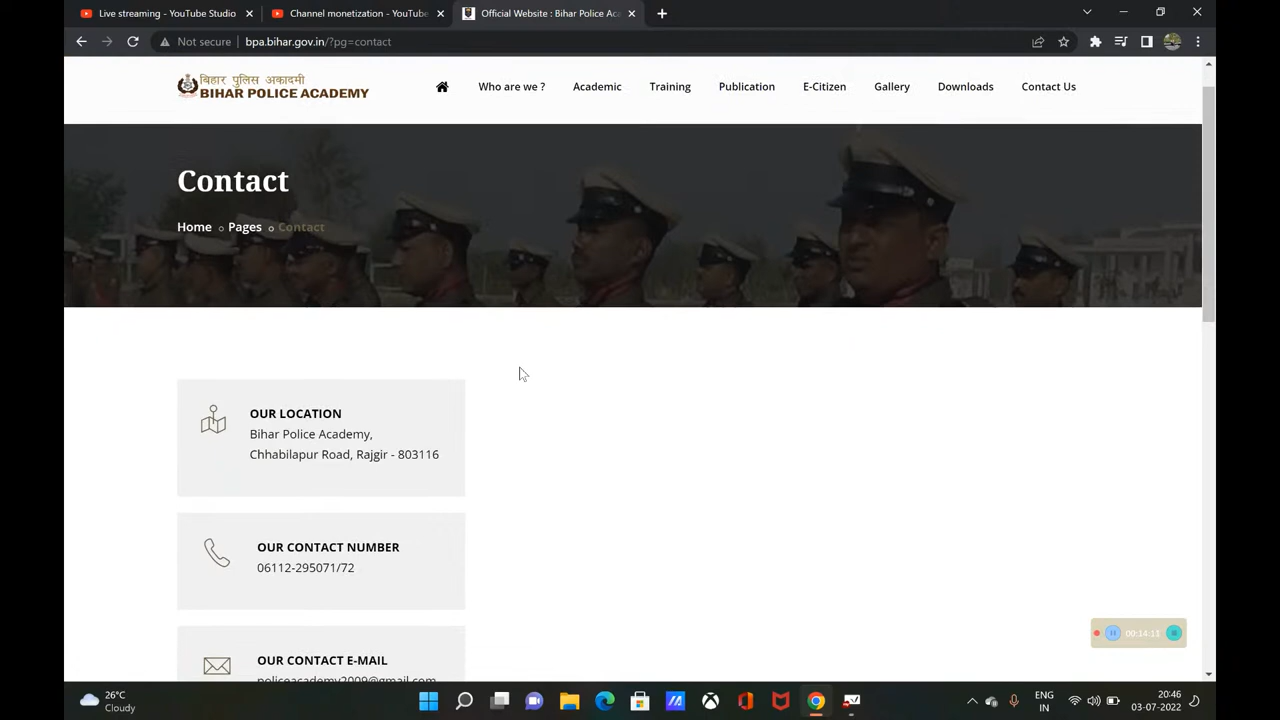 Live streaming - YouTube Studio
Channel monetization - YouTube
Official Website : Bihar Police Aca
Not secure
bpa.bihar.gov.in/?pg=contact
बिहार पुलिस अकादमी
BIHAR POLICE ACADEMY
Who are we ?
Academic
Training
Publication
E-Citizen
Gallery
Downloads
Contact Us
Contact
Home
Pages
Contact
OUR LOCATION
Bihar Police Academy,
Chhabilapur Road, Rajgir - 803116
OUR CONTACT NUMBER
06112-295071/72
OUR CONTACT E-MAIL
policeacademy2009@gmail.com
00:14:11
26°C
Cloudy
ENG
IN
20:46
03-07-2022